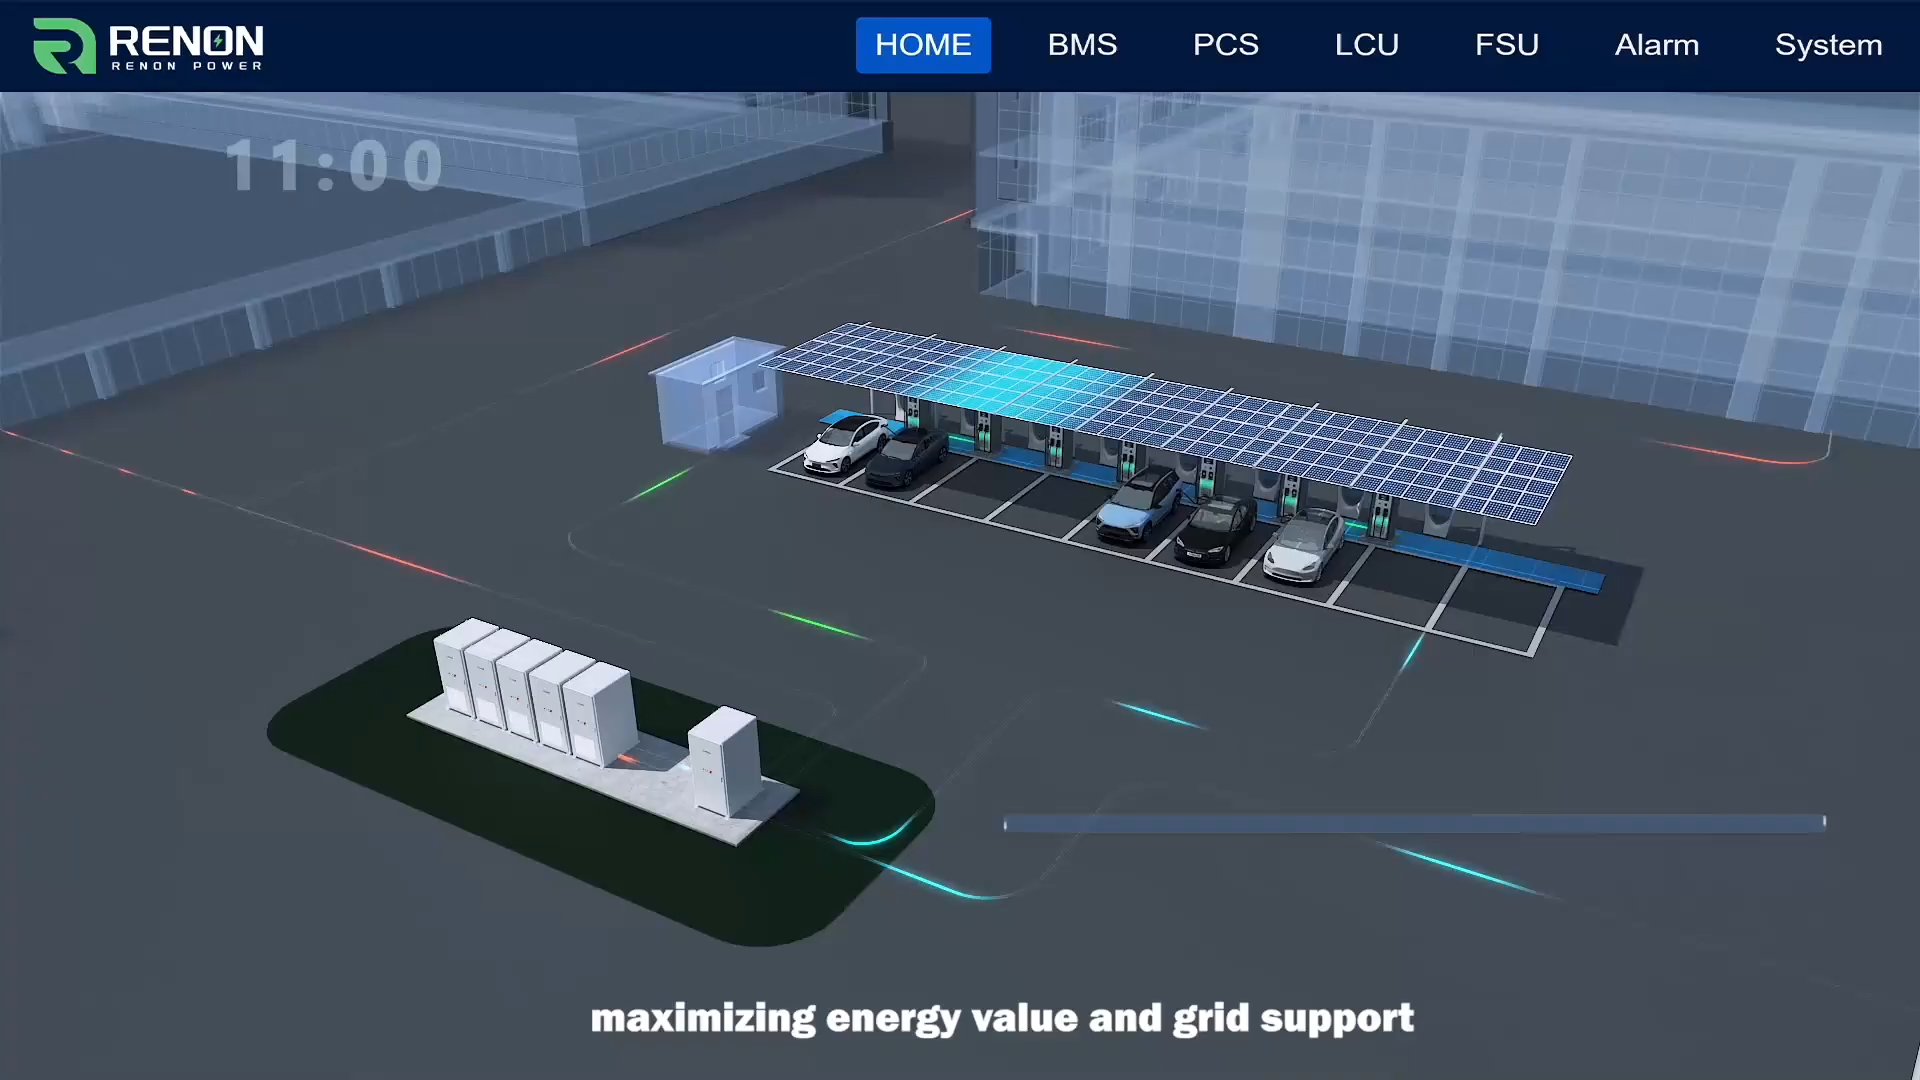 RENON
RENON POWER
HOME BMS PCS LCU FSU Alarm System
11:00
maximizing energy value and grid support